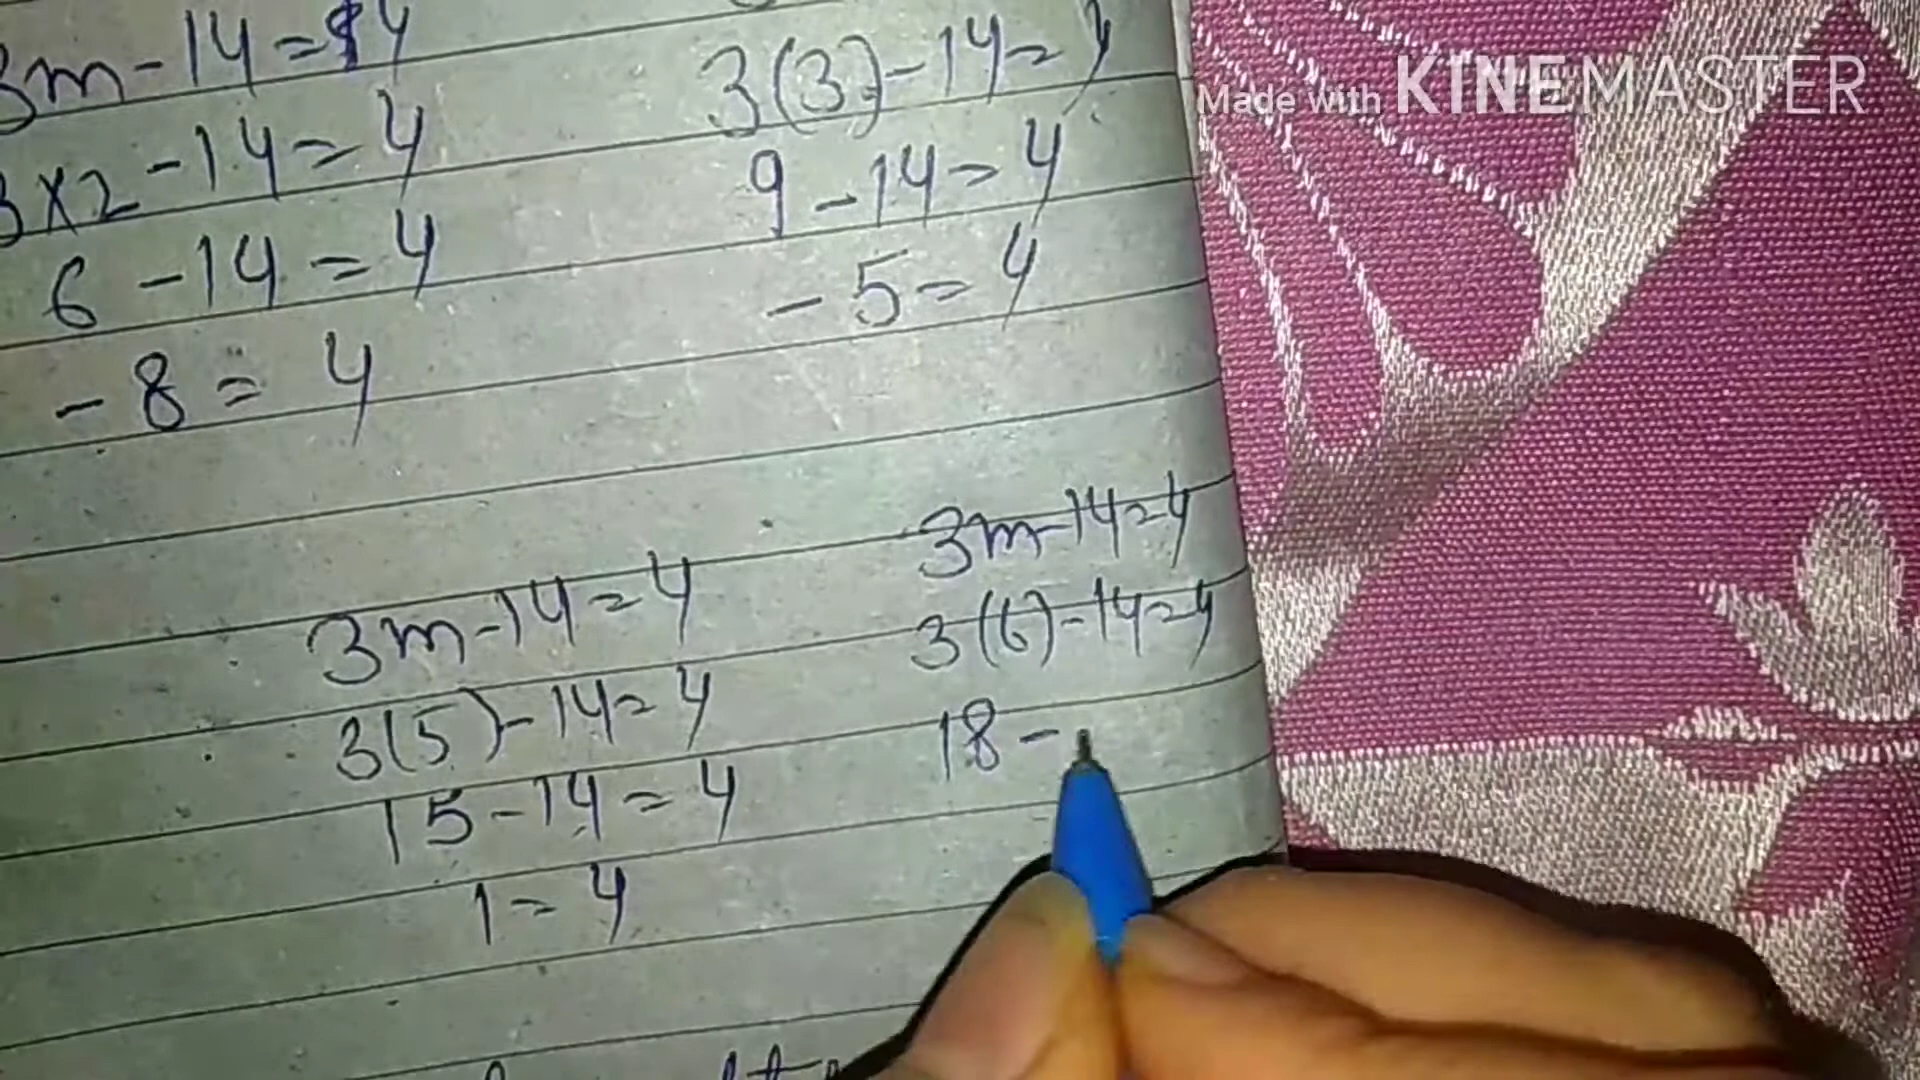 3m-14=4
3×2-14=4
6-14=4
-8=4
3(3)-14=4
9-14=4
-5=4
Made with KINEMASTER
3m-14=4
3(5)-14=4
15-14=4
1=4
3m-14=4
3(6)-14=4
18-